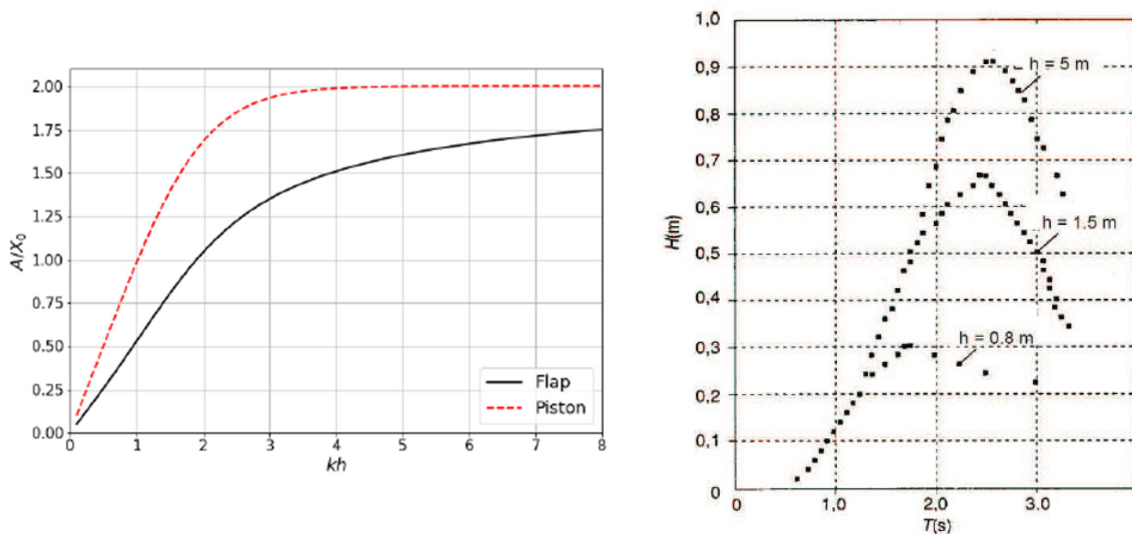 A/X₀
2.00
1.75
1.50
1.25
1.00
0.75
0.50
0.25
0.00
0 1 2 3 4 5 6 7 8
kh
Flap
Piston
H(m)
1,0
0,9
0,8
0,7
0,6
0,5
0,4
0,3
0,2
0,1
0
h = 5 m
h = 1.5 m
h = 0.8 m
0 1,0 2,0 3.0
T(s)